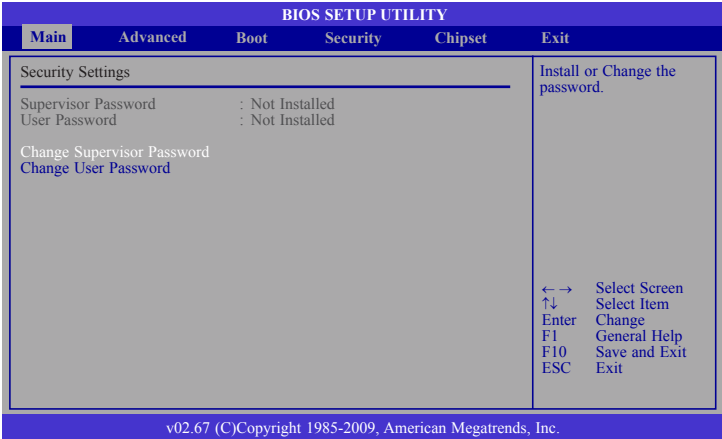 BIOS SETUP UTILITY
Main Advanced Boot Security Chipset Exit
Security Settings
Supervisor Password : Not Installed
User Password : Not Installed
Change Supervisor Password
Change User Password
Install or Change the
password.
←→ Select Screen
↑↓ Select Item
Enter Change
F1 General Help
F10 Save and Exit
ESC Exit
v02.67 (C)Copyright 1985-2009, American Megatrends, Inc.